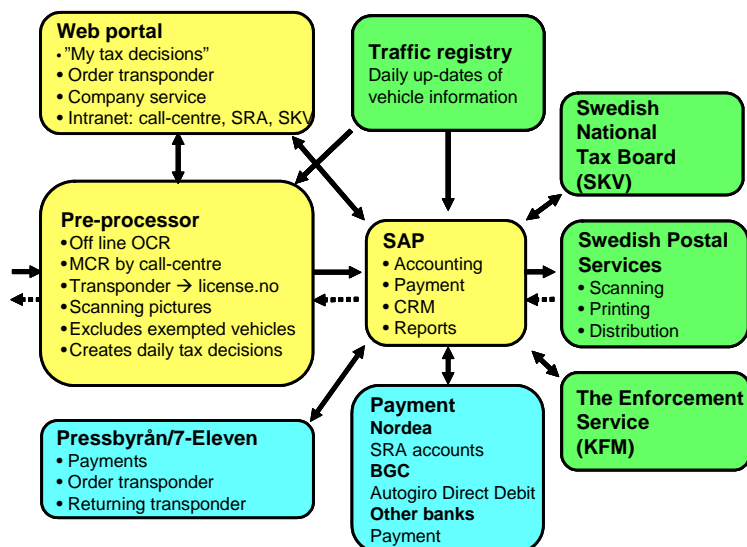 Web portal
• ”My tax decisions”
• Order transponder
• Company service
• Intranet: call-centre, SRA, SKV
Traffic registry
Daily up-dates of
vehicle information
Swedish
National
Tax Board
(SKV)
Pre-processor
• Off line OCR
• MCR by call-centre
• Transponder → license.no
• Scanning pictures
• Excludes exempted vehicles
• Creates daily tax decisions
SAP
• Accounting
• Payment
• CRM
• Reports
Swedish Postal
Services
• Scanning
• Printing
• Distribution
Pressbyrån/7-Eleven
• Payments
• Order transponder
• Returning transponder
Payment
Nordea
SRA accounts
BGC
Autogiro Direct Debit
Other banks
Payment
The Enforcement
Service
(KFM)